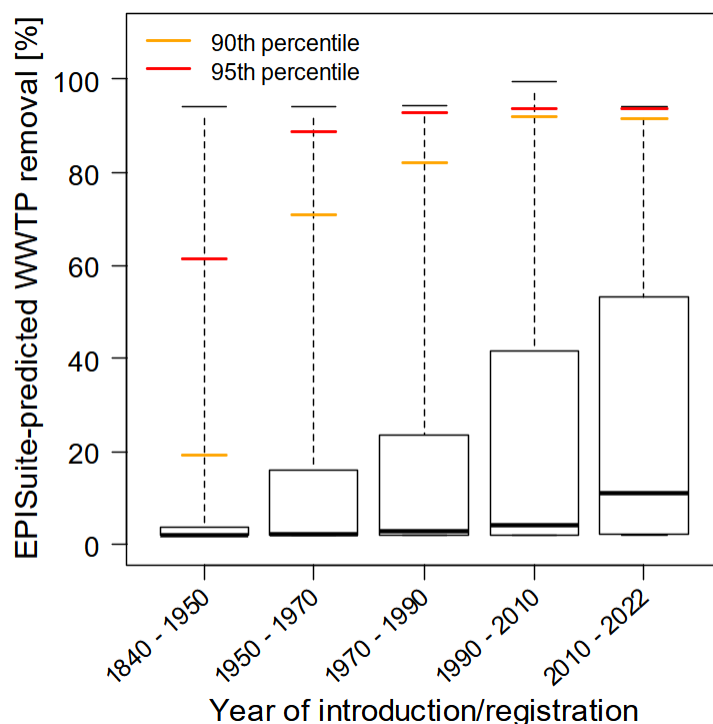 EPISuite-predicted WWTP removal [%]
90th percentile
95th percentile
100
80
60
40
20
0
1840 - 1950
1950 - 1970
1970 - 1990
1990 - 2010
2010 - 2022
Year of introduction/registration